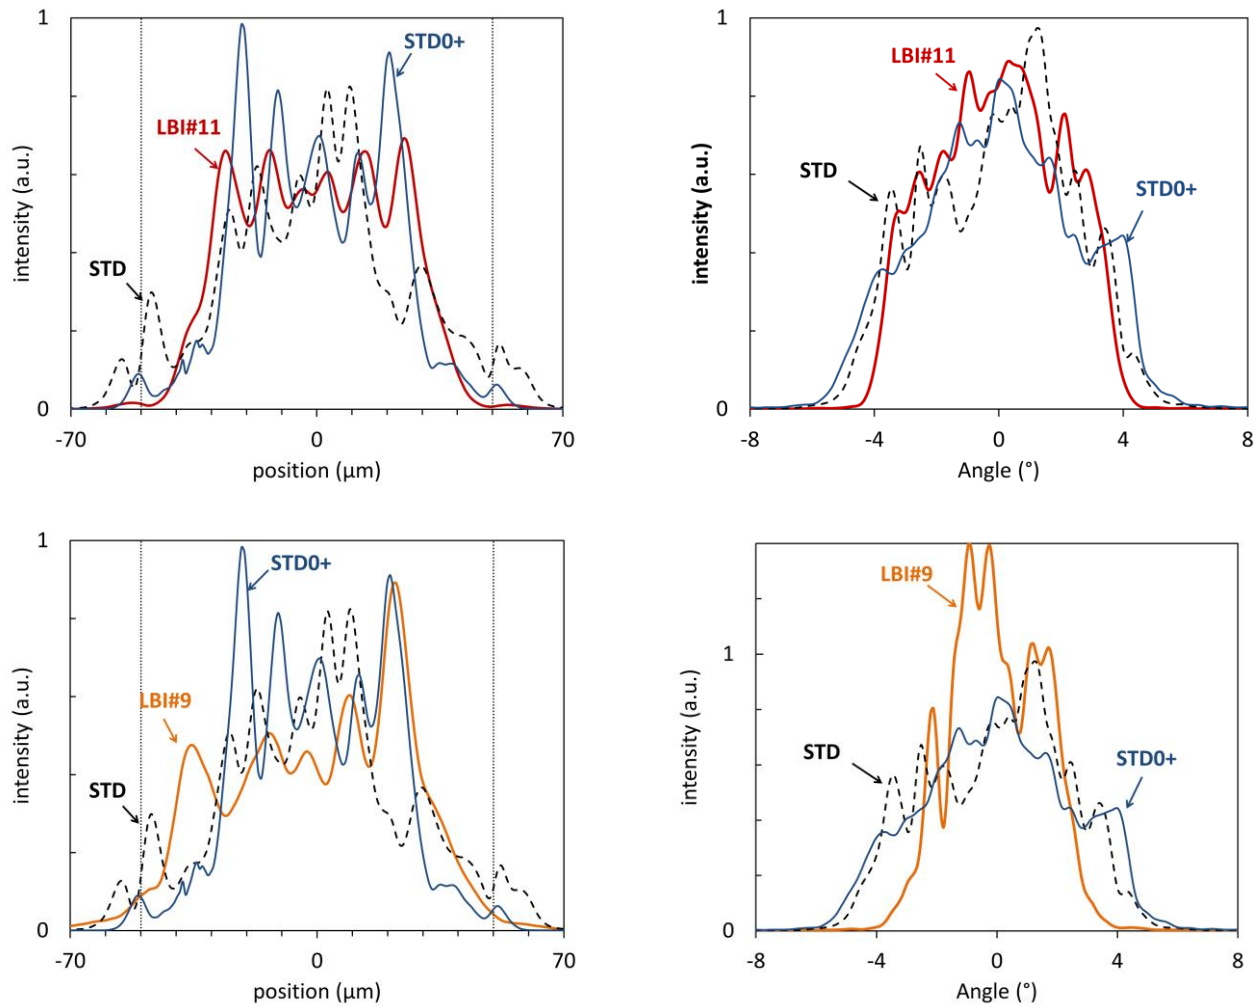 1
STD0+
LBI#11
STD
intensity (a.u.)
0
-70
0
70
position (µm)
1
LBI#11
STD
STD0+
intensity (a.u.)
0
-8
-4
0
4
8
Angle (°)
1
STD0+
LBI#9
STD
intensity (a.u.)
0
-70
0
70
position (µm)
LBI#9
1
STD
STD0+
intensity (a.u.)
0
-8
-4
0
4
8
Angle (°)